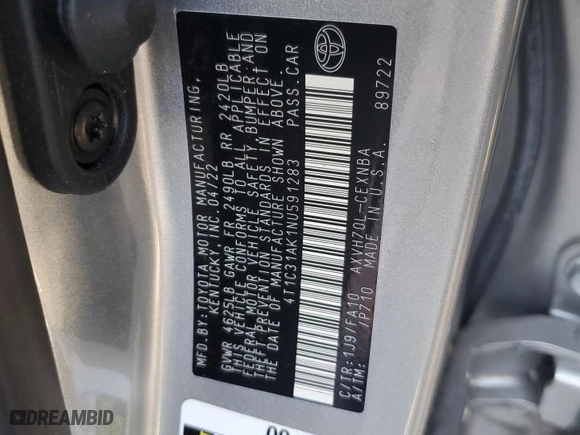 MFD.BY:TOYOTA MOTOR MANUFACTURING,
KENTUCKY, INC. 04/22
GVWR 4625LB GAWR FR 2490LB RR 2420LB
THIS VEHICLE CONFORMS TO ALL APPLICABLE
FEDERAL MOTOR VEHICLE SAFETY, BUMPER, AND
THEFT PREVENTION STANDARDS IN EFFECT ON
THE DATE OF MANUFACTURE SHOWN ABOVE.
4T1C31AK1NU591283 PASS.CAR
C/TR: 1J9/FA10 AXVH70L-CEXNBA
A/TM: /P710 MADE IN U.S.A. 89722
DREAMBID